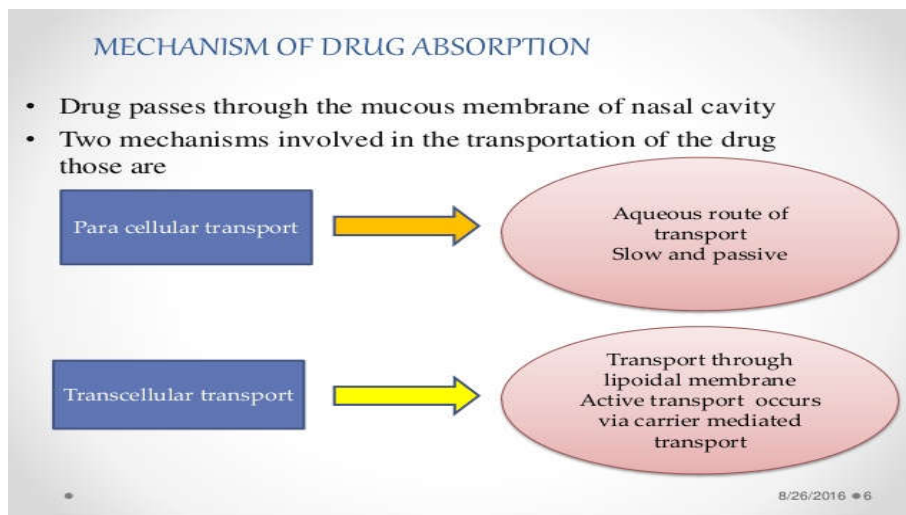 MECHANISM OF DRUG ABSORPTION
• Drug passes through the mucous membrane of nasal cavity
• Two mechanisms involved in the transportation of the drug
those are
Para cellular transport
Aqueous route of
transport
Slow and passive
Transcellular transport
Transport through
lipoidal membrane
Active transport occurs
via carrier mediated
transport
8/26/2016 ● 6